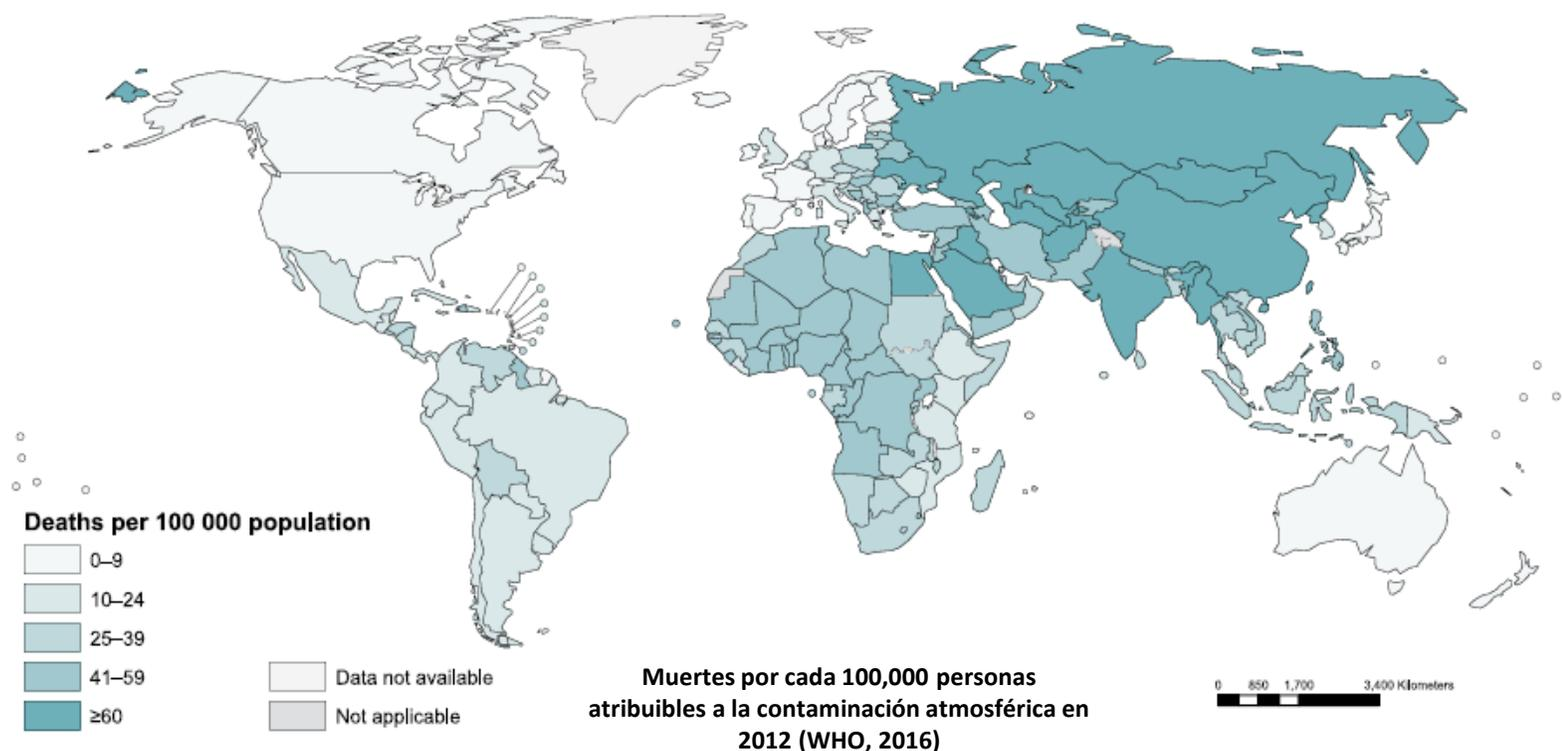 Deaths per 100 000 population
0–9
10–24
25–39
41–59
≥60
Data not available
Not applicable
Muertes por cada 100,000 personas
atribuibles a la contaminación atmosférica en
2012 (WHO, 2016)
0 850 1,700 3,400 Kilometers